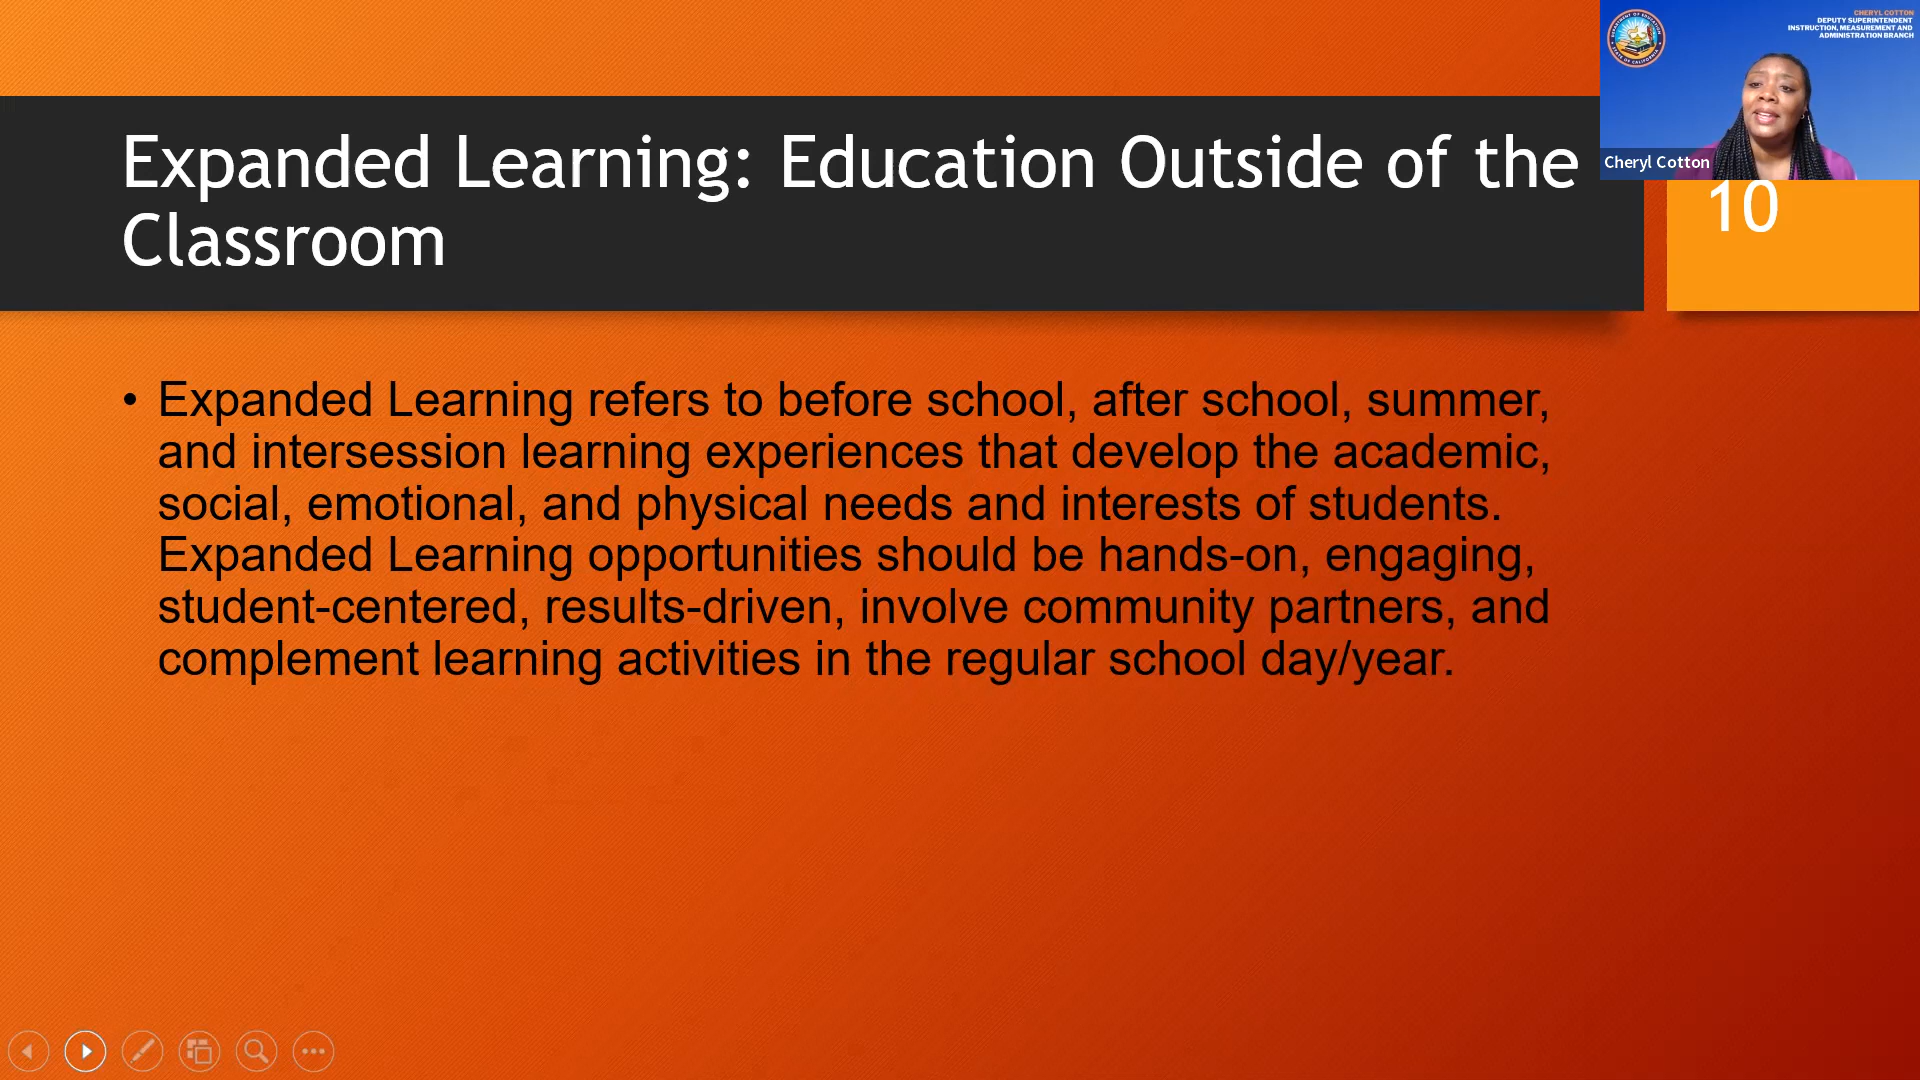 CHERYL COTTON
DEPUTY SUPERINTENDENT
INSTRUCTION, MEASUREMENT AND
ADMINISTRATION BRANCH
Cheryl Cotton
Expanded Learning: Education Outside of the
Classroom
10
• Expanded Learning refers to before school, after school, summer,
and intersession learning experiences that develop the academic,
social, emotional, and physical needs and interests of students.
Expanded Learning opportunities should be hands-on, engaging,
student-centered, results-driven, involve community partners, and
complement learning activities in the regular school day/year.